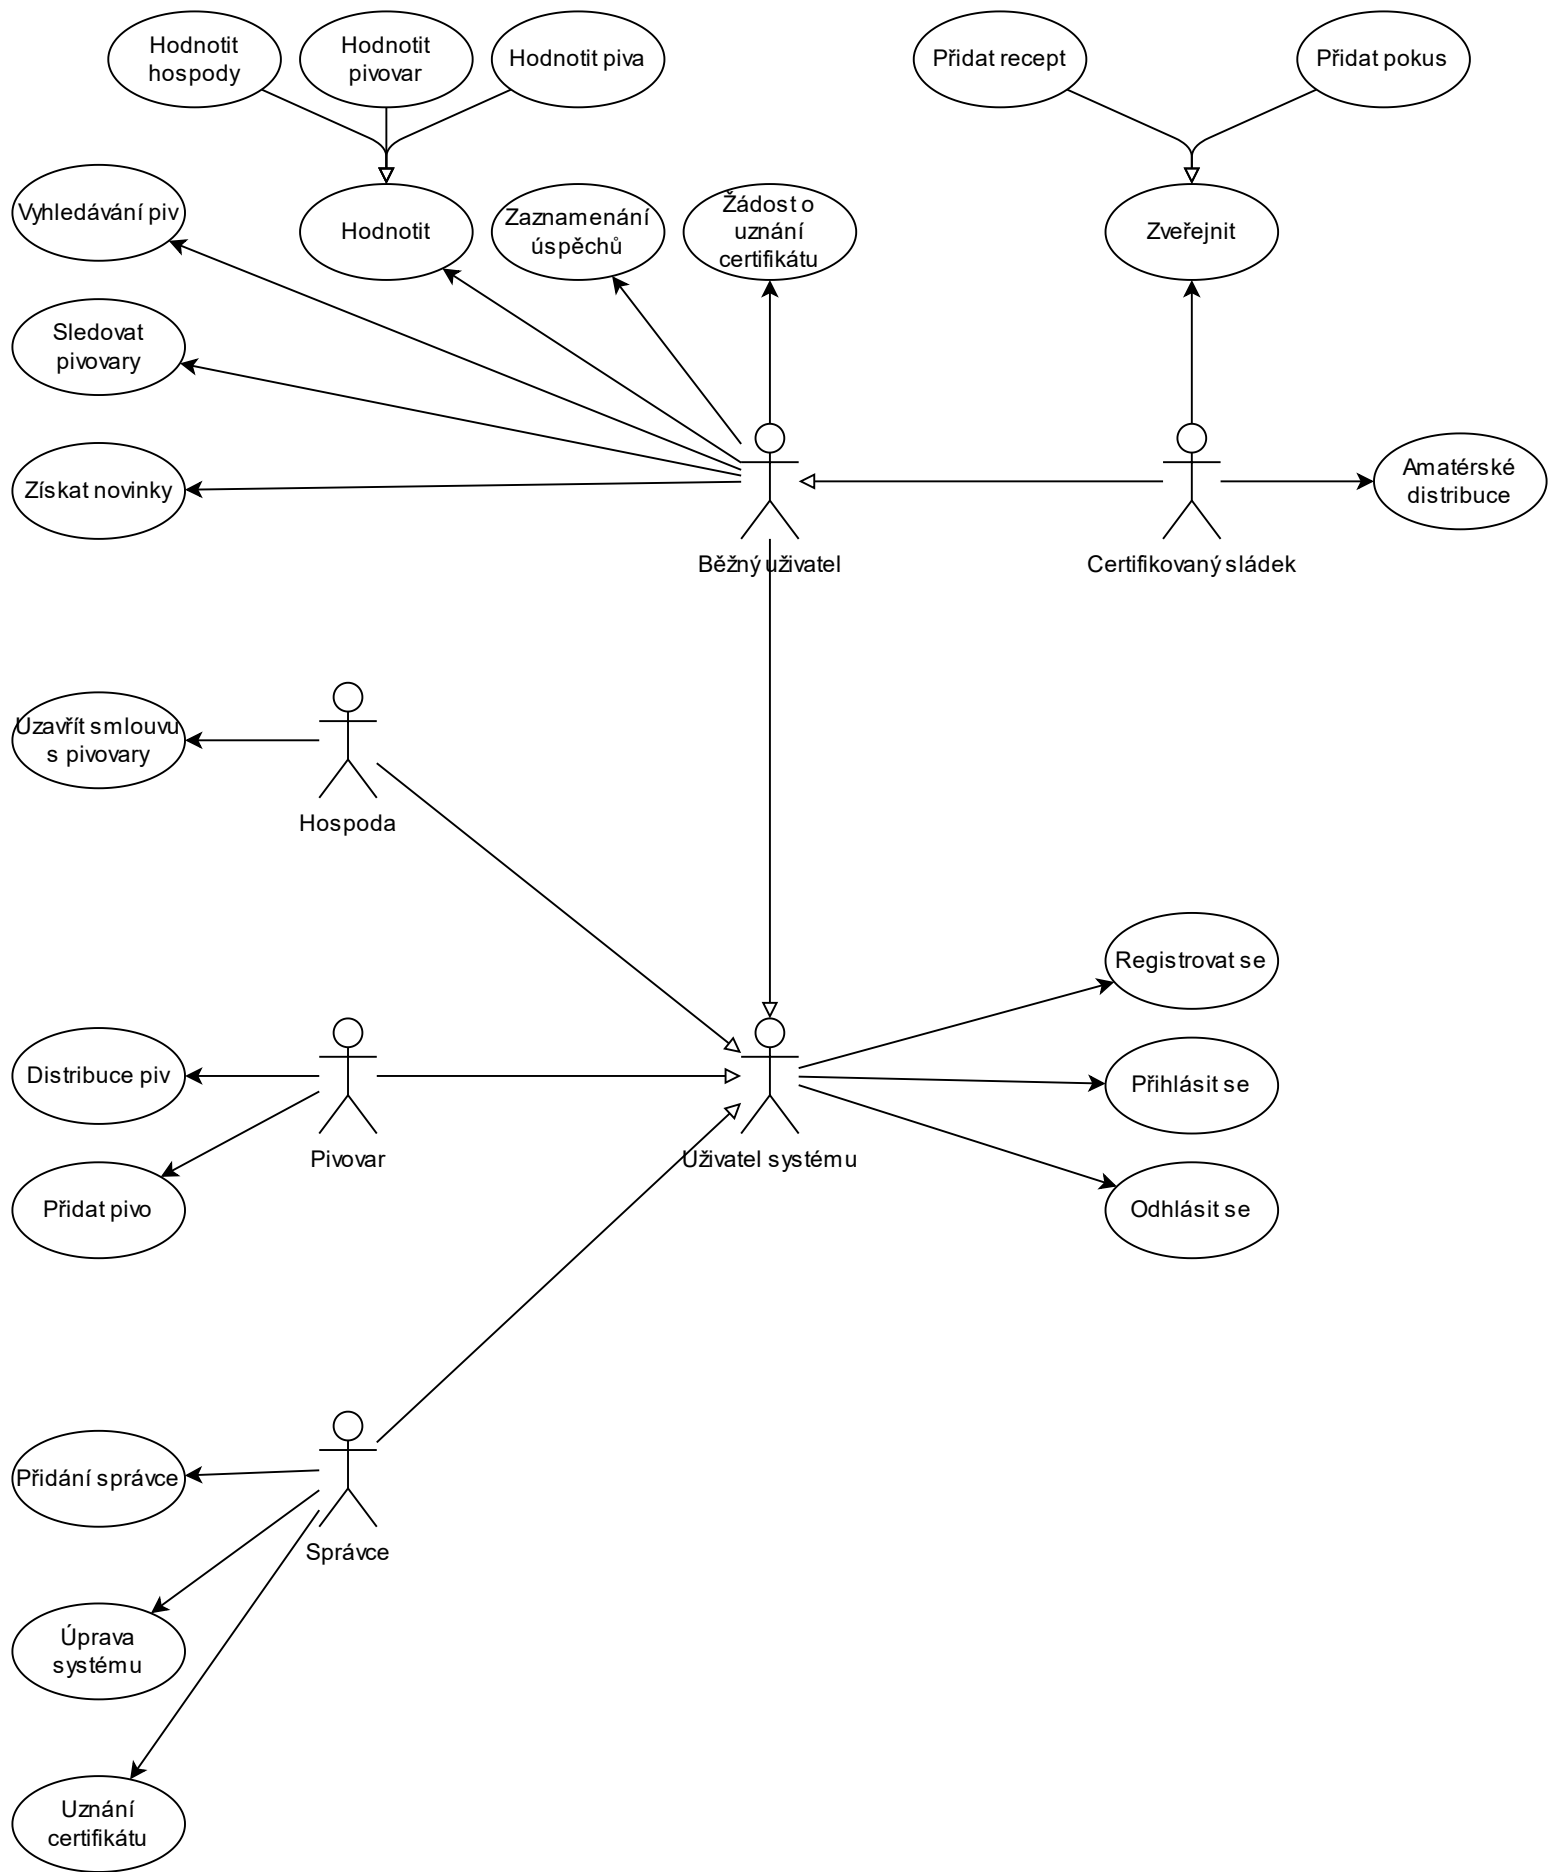 Hodnotit
hospody
Hodnotit
pivovar
Hodnotit piva
Přidat recept
Přidat pokus
Vyhledávání piv
Hodnotit
Zaznamenání
úspěchů
Žádost o
uznání
certifikátu
Zveřejnit
Sledovat
pivovary
Získat novinky
Amatérské
distribuce
Běžný uživatel
Certifikovaný sládek
Uzavřít smlouvu
s pivovary
Hospoda
Registrovat se
Distribuce piv
Přihlásit se
Pivovar
Uživatel systému
Přidat pivo
Odhlásit se
Přidání správce
Správce
Úprava
systému
Uznání
certifikátu